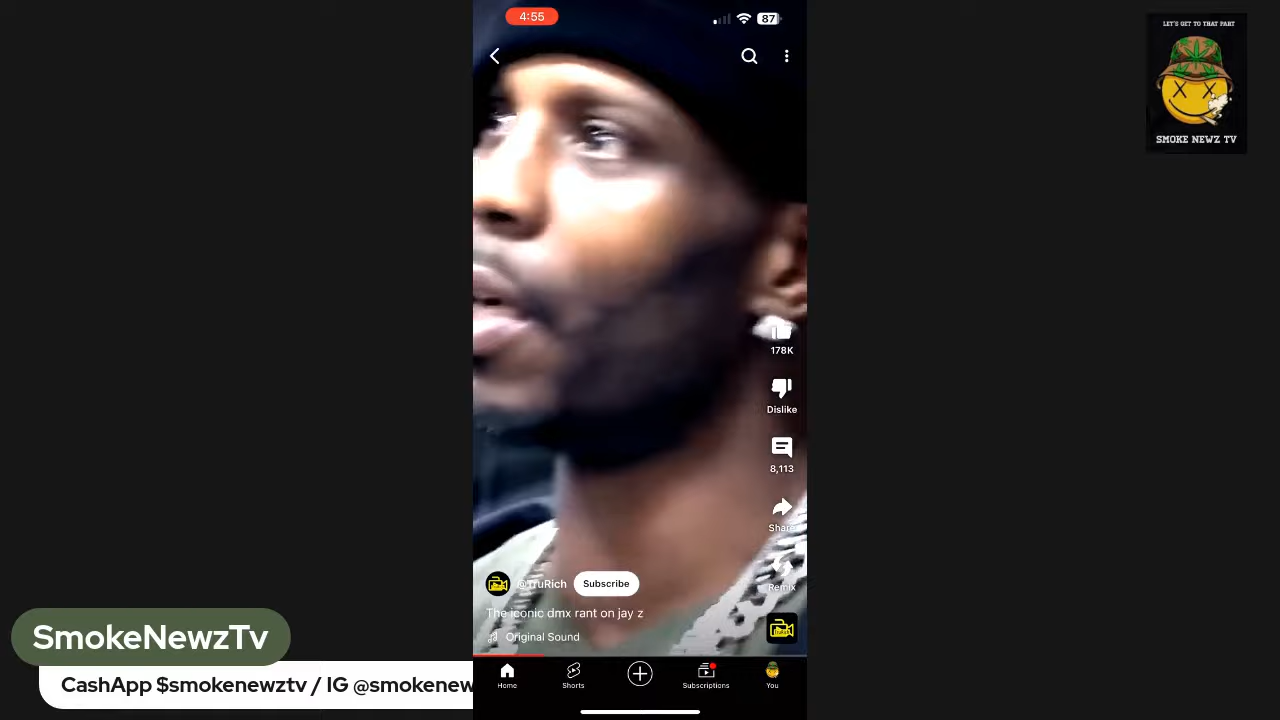 4:55
87
LET'S GET TO THAT PART
SMOKE NEWZ TV
178K
Dislike
8,113
Share
Remix
@TruRich
Subscribe
The iconic dmx rant on jay z
Original Sound
Home
Shorts
Subscriptions
You
SmokeNewzTv
CashApp $smokenewztv / IG @smokenew